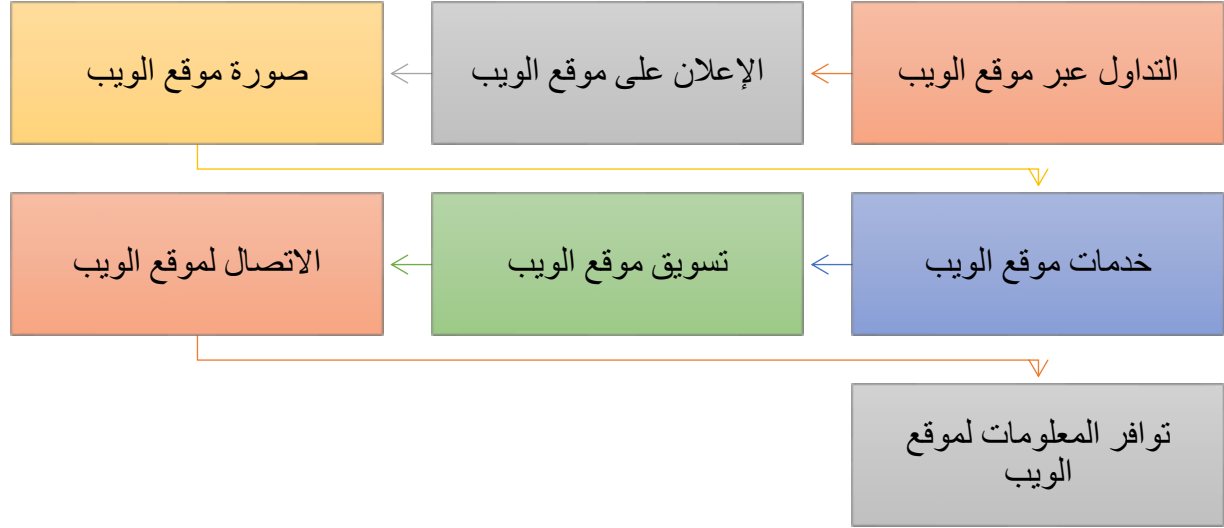 التداول عبر موقع الويب
الإعلان على موقع الويب
صورة موقع الويب
خدمات موقع الويب
تسويق موقع الويب
الاتصال لموقع الويب
توافر المعلومات لموقع
الويب